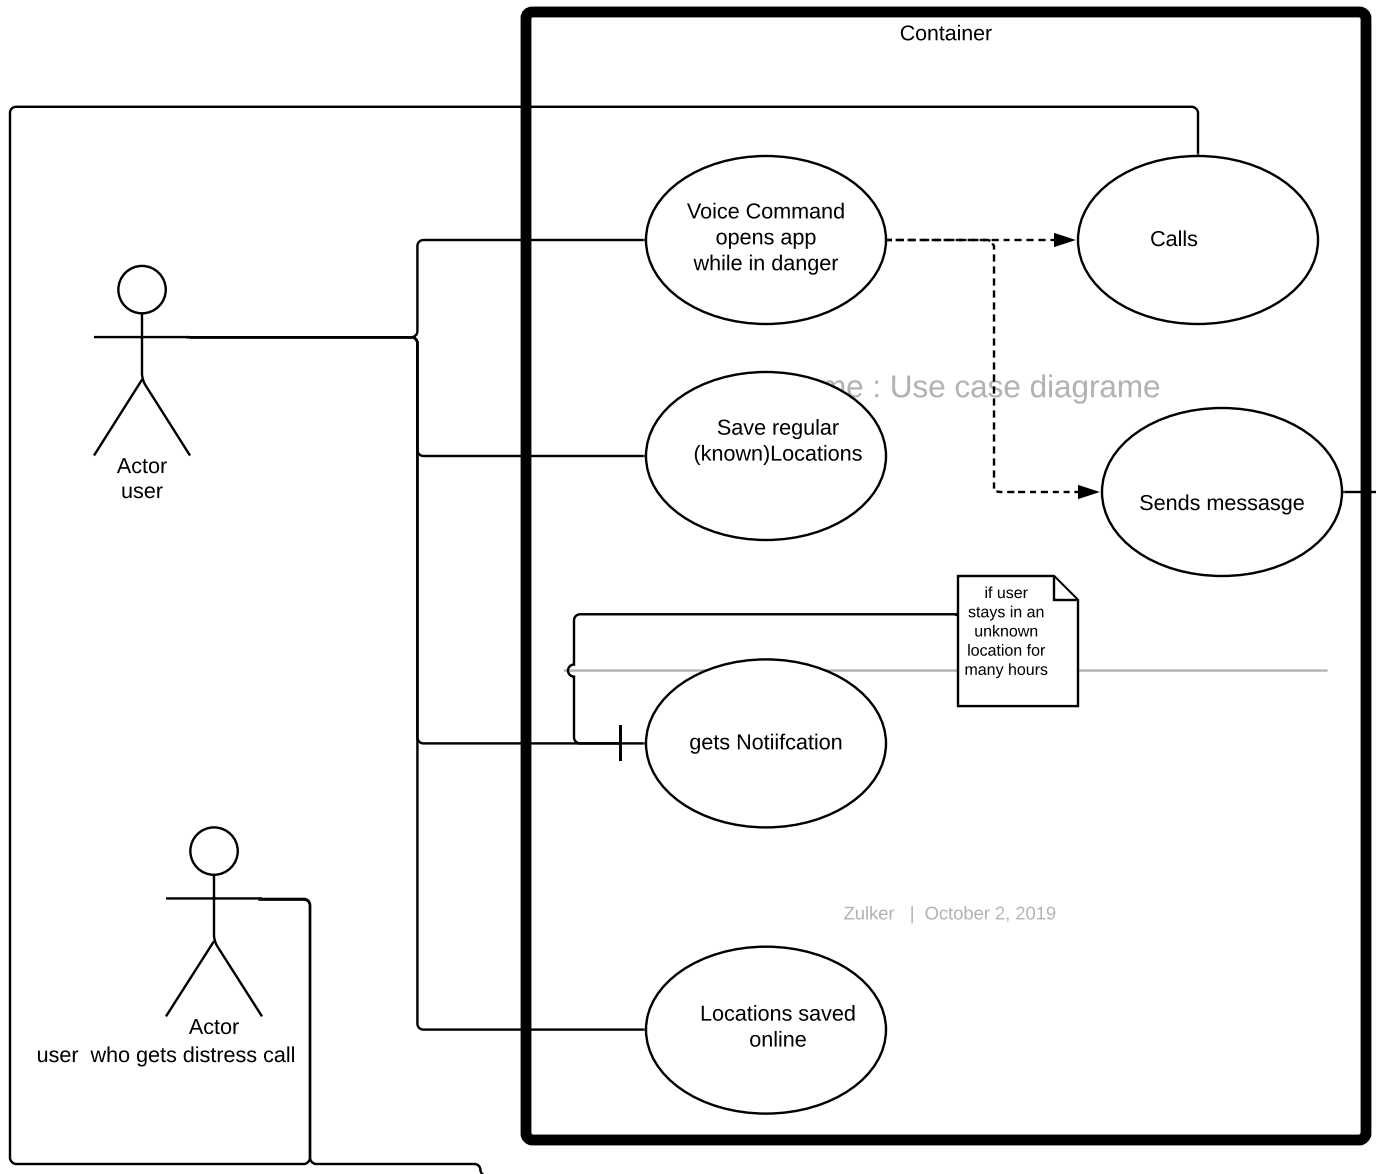 Container
Voice Command
opens app
while in danger
Calls
me : Use case diagrame
Save regular
(known)Locations
Actor
user
Sends messasge
if user
stays in an
unknown
location for
many hours
gets Notiifcation
Zulker | October 2, 2019
Locations saved
online
Actor
user who gets distress call